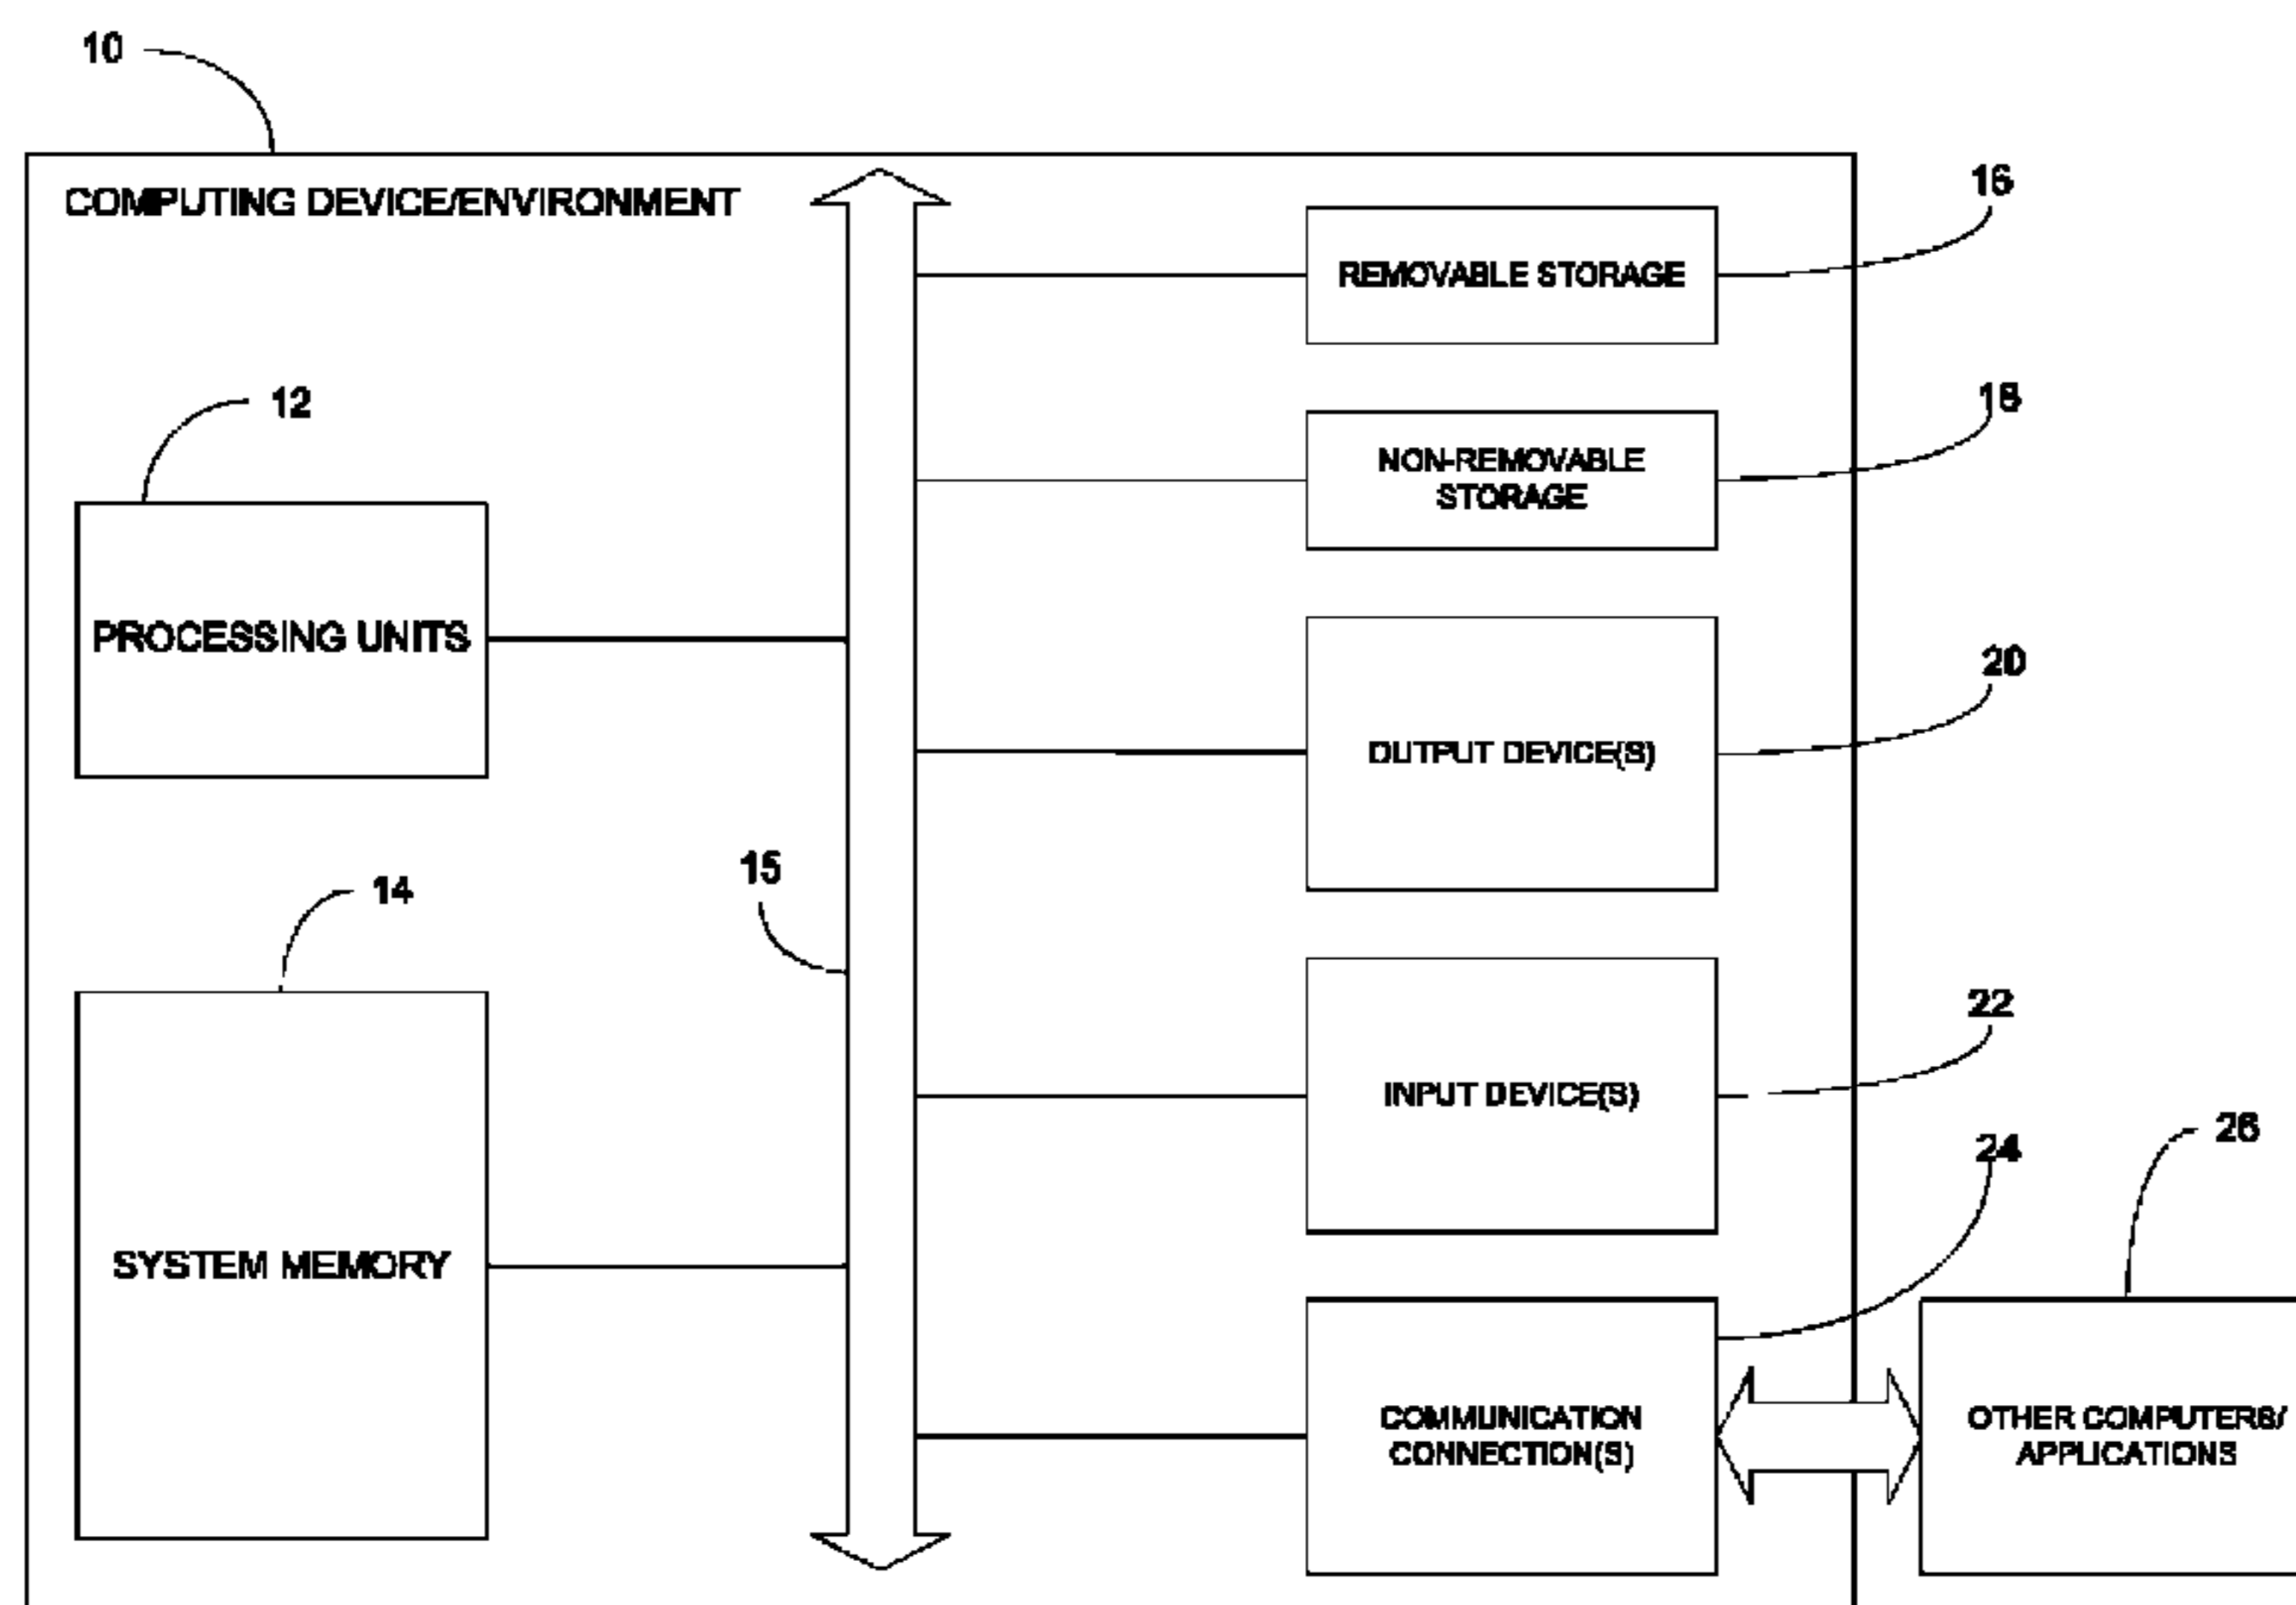 10
COMPUTING DEVICE/ENVIRONMENT
16
REMOVABLE STORAGE
12
18
NON-REMOVABLE
STORAGE
PROCESSING UNITS
20
OUTPUT DEVICE(S)
14
15
22
INPUT DEVICE(S)
24
26
SYSTEM MEMORY
COMMUNICATION
CONNECTION(S)
OTHER COMPUTERS/
APPLICATIONS